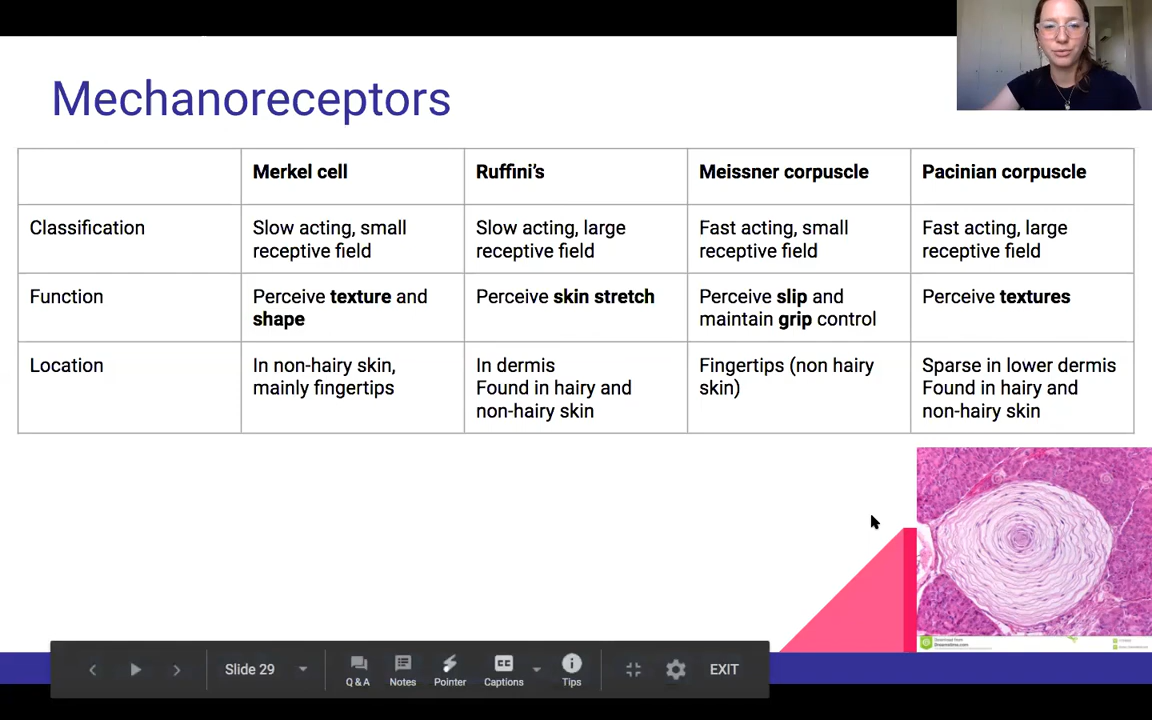 Mechanoreceptors
Merkel cell
Ruffini's
Meissner corpuscle
Pacinian corpuscle
Classification
Slow acting, small
receptive field
Slow acting, large
receptive field
Fast acting, small
receptive field
Fast acting, large
receptive field
Function
Perceive texture and
shape
Perceive skin stretch
Perceive slip and
maintain grip control
Perceive textures
Location
In non-hairy skin,
mainly fingertips
In dermis
Found in hairy and
non-hairy skin
Fingertips (non hairy
skin)
Sparse in lower dermis
Found in hairy and
non-hairy skin
Slide 29
Q & A
Notes
Pointer
CC
Captions
Tips
EXIT